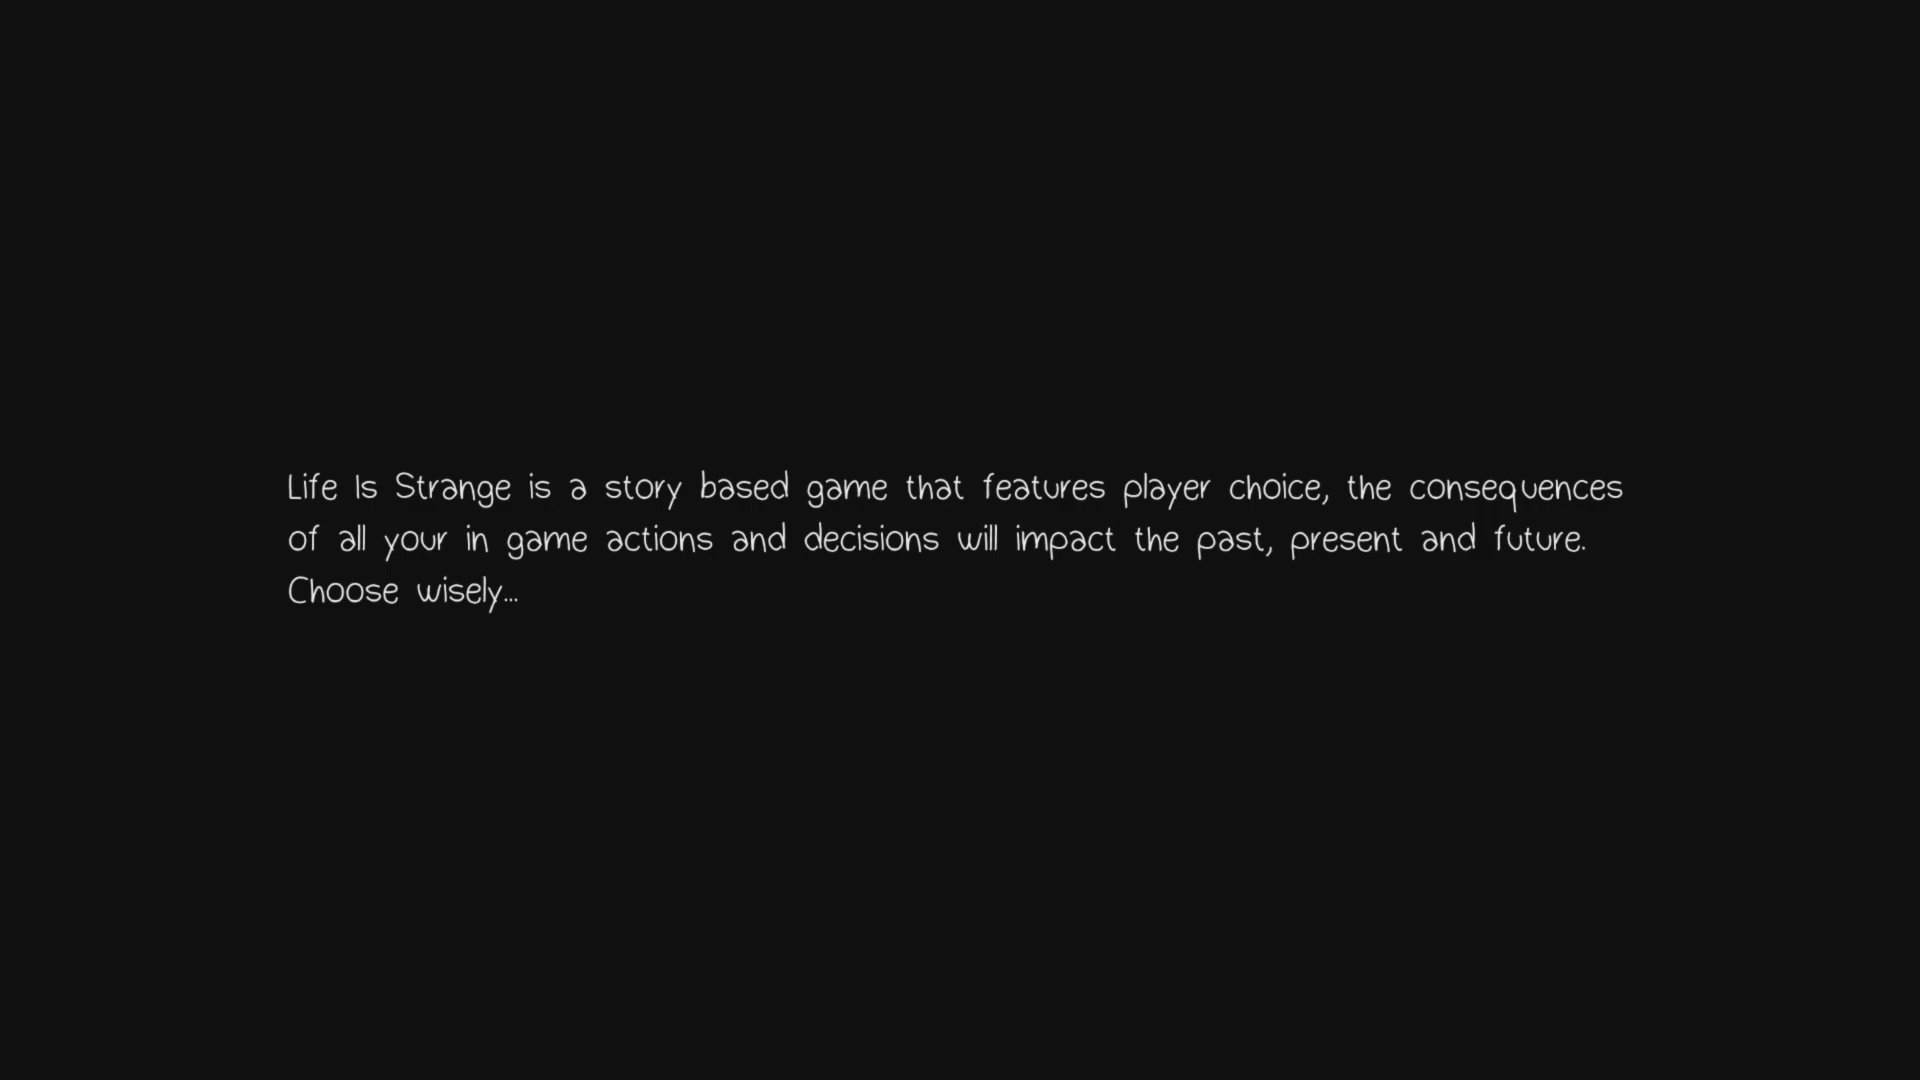 Life Is Strange is a story based game that features player choice, the consequences
of all your in game actions and decisions will impact the past, present and future.
Choose wisely...